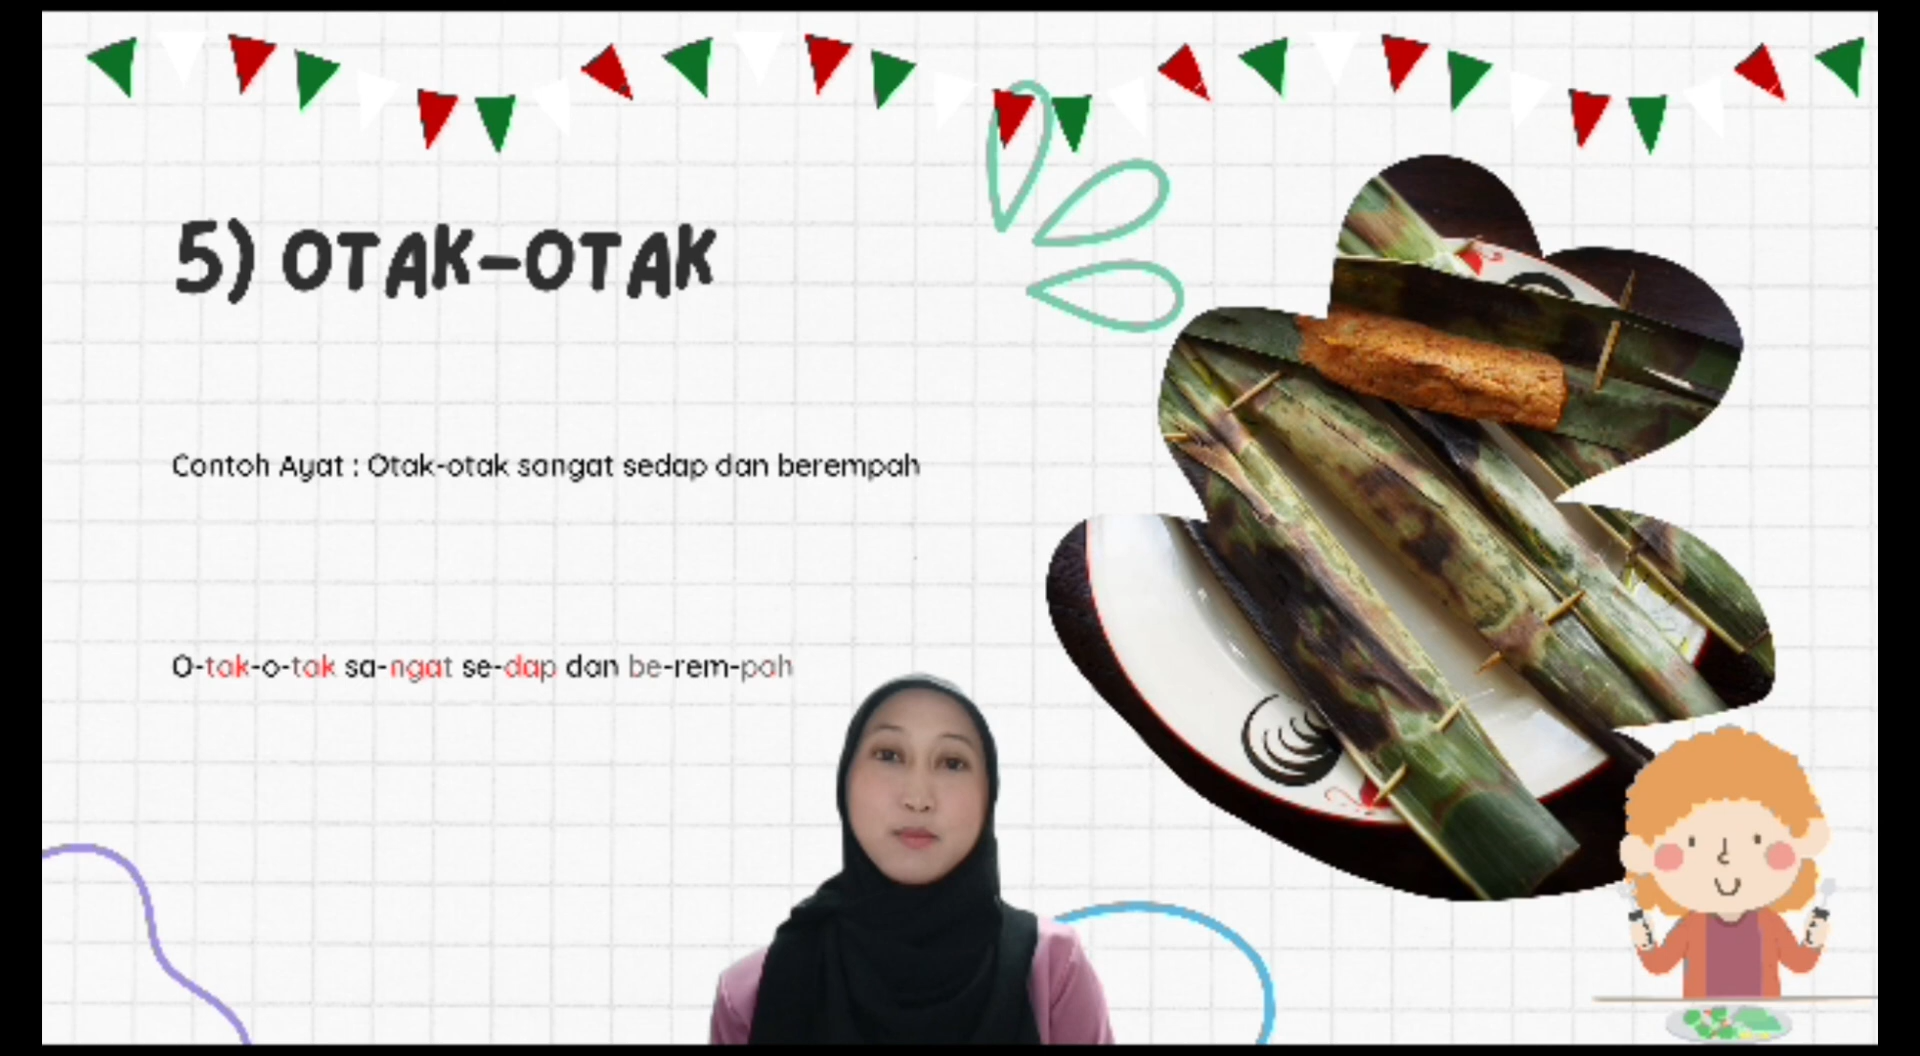 5) OTAK-OTAK
Contoh Ayat : Otak-otak sangat sedap dan berempah
O-tak-o-tak sa-ngat se-dap dan be-rem-pah